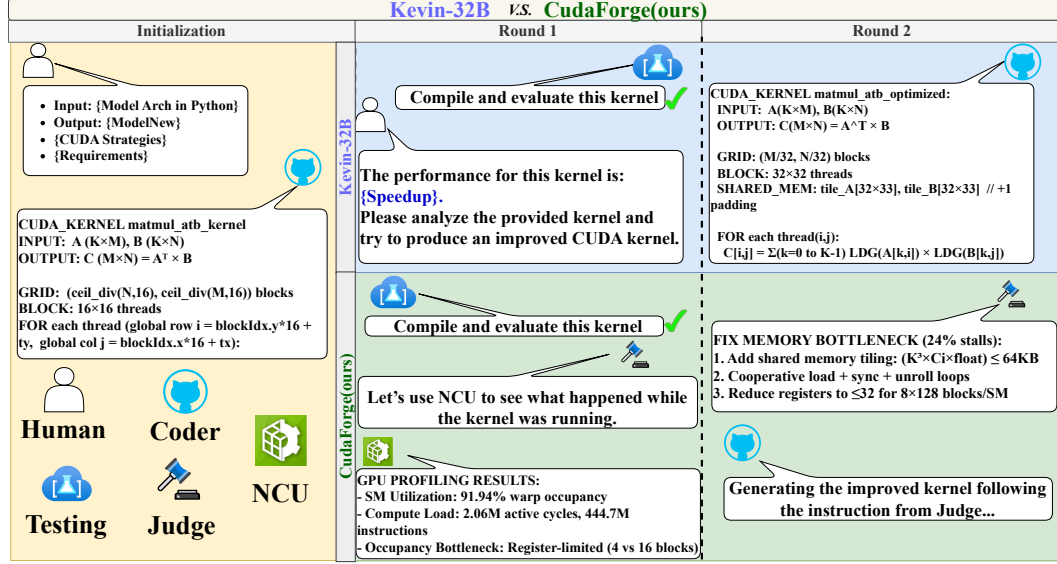 Kevin-32B V.S. CudaForge(ours)
Initialization
Round 1
Round 2
• Input: {Model Arch in Python}
• Output: {ModelNew}
• {CUDA Strategies}
• {Requirements}
CUDA_KERNEL matmul_atb_kernel
INPUT: A (K×M), B (K×N)
OUTPUT: C (M×N) = Aᵀ × B
GRID: (ceil_div(N,16), ceil_div(M,16)) blocks
BLOCK: 16×16 threads
FOR each thread (global row i = blockIdx.y*16 +
ty, global col j = blockIdx.x*16 + tx):
Human
Coder
NCU
Testing
Judge
Kevin-32B
Compile and evaluate this kernel
The performance for this kernel is:
{Speedup}.
Please analyze the provided kernel and
try to produce an improved CUDA kernel.
CUDA_KERNEL matmul_atb_optimized:
INPUT: A(K×M), B(K×N)
OUTPUT: C(M×N) = A^T × B
GRID: (M/32, N/32) blocks
BLOCK: 32×32 threads
SHARED_MEM: tile_A[32×33], tile_B[32×33] // +1
padding
FOR each thread(i,j):
C[i,j] = Σ(k=0 to K-1) LDG(A[k,i]) × LDG(B[k,j])
CudaForge(ours)
Compile and evaluate this kernel
Let's use NCU to see what happened while
the kernel was running.
GPU PROFILING RESULTS:
- SM Utilization: 91.94% warp occupancy
- Compute Load: 2.06M active cycles, 444.7M
instructions
- Occupancy Bottleneck: Register-limited (4 vs 16 blocks)
FIX MEMORY BOTTLENECK (24% stalls):
1. Add shared memory tiling: (K³×Ci×float) ≤ 64KB
2. Cooperative load + sync + unroll loops
3. Reduce registers to ≤32 for 8×128 blocks/SM
Generating the improved kernel following
the instruction from Judge...